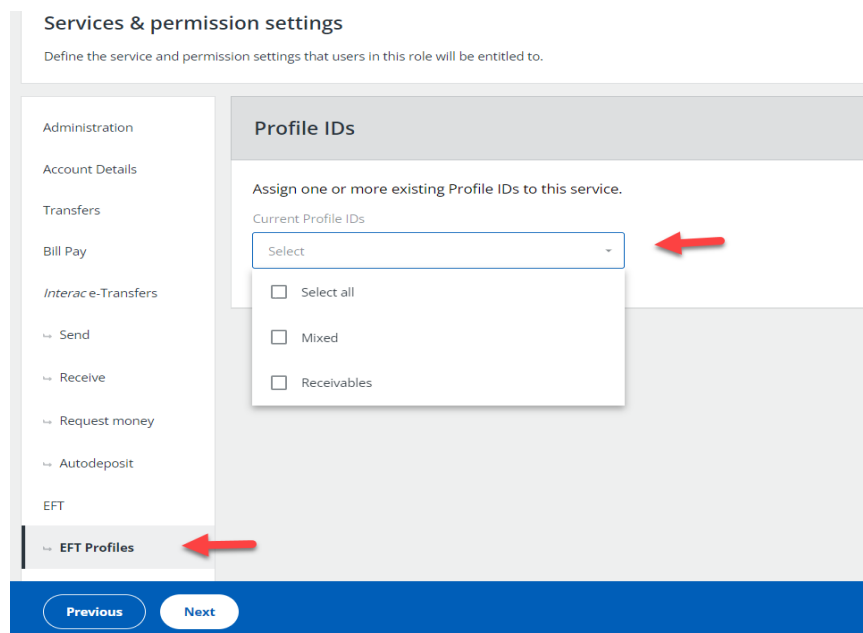 Services & permission settings
Define the service and permission settings that users in this role will be entitled to.
Administration
Account Details
Transfers
Bill Pay
Interac e-Transfers
Send
Receive
Request money
Autodeposit
EFT
EFT Profiles
Profile IDs
Assign one or more existing Profile IDs to this service.
Current Profile IDs
Select
Select all
Mixed
Receivables
Previous
Next